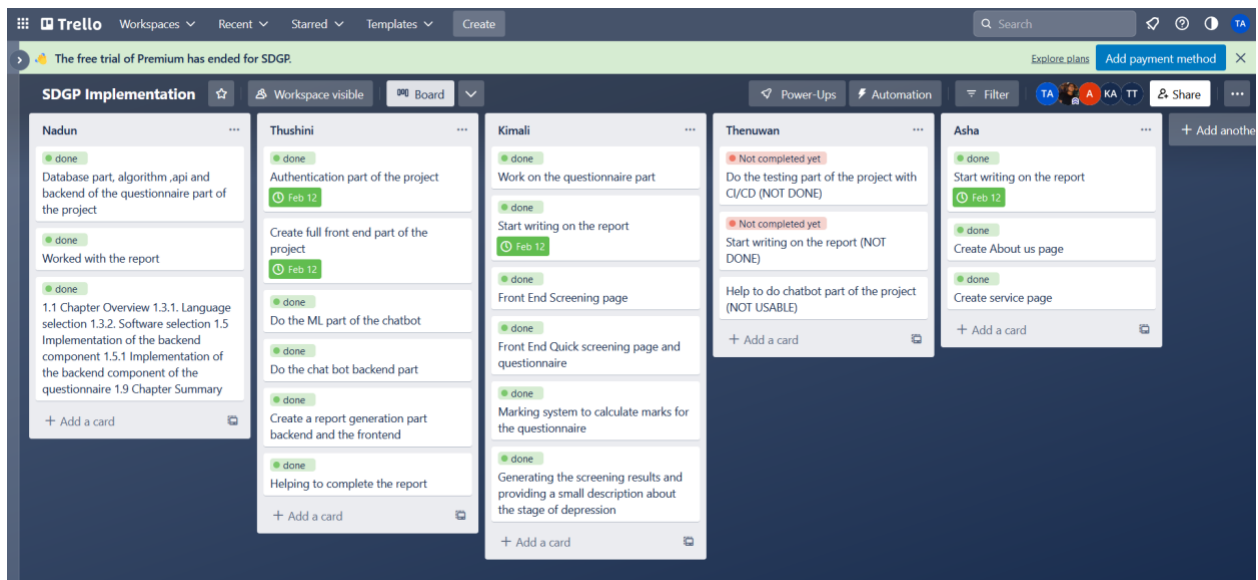 Trello Workspaces Recent Starred Templates Create Search TA
The free trial of Premium has ended for SDGP. Explore plans Add payment method
SDGP Implementation Workspace visible Board Power-Ups Automation Filter TA A KA TT Share
Nadun
done
Database part, algorithm ,api and
backend of the questionnaire part of
the project
done
Worked with the report
done
1.1 Chapter Overview 1.3.1. Language
selection 1.3.2. Software selection 1.5
Implementation of the backend
component 1.5.1 Implementation of
the backend component of the
questionnaire 1.9 Chapter Summary
+ Add a card
Thushini
done
Authentication part of the project
Feb 12
Create full front end part of the
project
Feb 12
done
Do the ML part of the chatbot
done
Do the chat bot backend part
done
Create a report generation part
backend and the frontend
done
Helping to complete the report
+ Add a card
Kimali
done
Work on the questionnaire part
done
Start writing on the report
Feb 12
done
Front End Screening page
done
Front End Quick screening page and
questionnaire
done
Marking system to calculate marks for
the questionnaire
done
Generating the screening results and
providing a small description about
the stage of depression
+ Add a card
Thenuwan
Not completed yet
Do the testing part of the project with
CI/CD (NOT DONE)
Not completed yet
Start writing on the report (NOT
DONE)
Help to do chatbot part of the project
(NOT USABLE)
+ Add a card
Asha
done
Start writing on the report
Feb 12
done
Create About us page
done
Create service page
+ Add a card
+ Add anothe